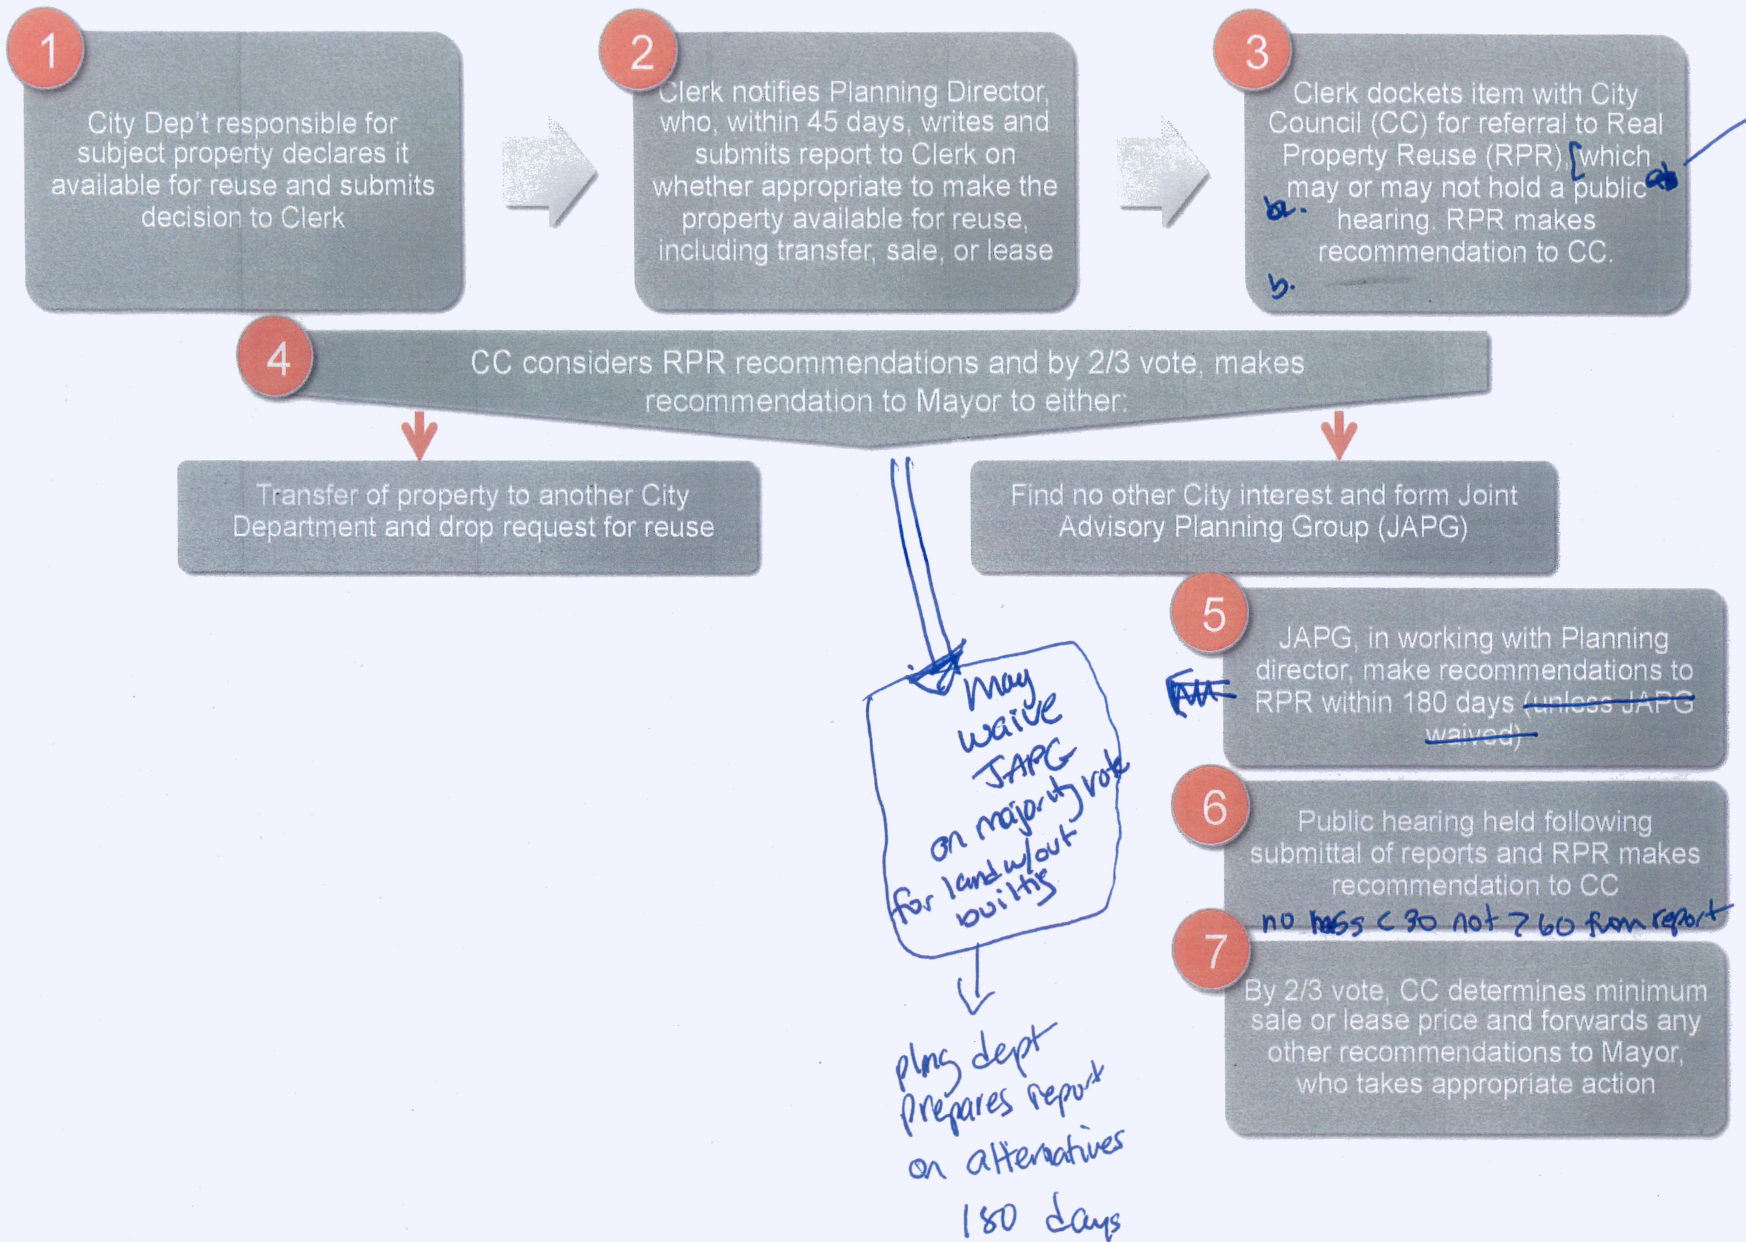 1
City Dep't responsible for
subject property declares it
available for reuse and submits
decision to Clerk
2
Clerk notifies Planning Director,
who, within 45 days, writes and
submits report to Clerk on
whether appropriate to make the
property available for reuse,
including transfer, sale, or lease
3
Clerk dockets item with City
Council (CC) for referral to Real
Property Reuse (RPR), [which
may or may not hold a public
hearing. RPR makes
recommendation to CC.
b.
4
CC considers RPR recommendations and by 2/3 vote, makes
recommendation to Mayor to either:
Transfer of property to another City
Department and drop request for reuse
Find no other City interest and form Joint
Advisory Planning Group (JAPG)
may
waive
JAPG
on majority vote
for land w/out
plng dept
prepares report
on alternatives
180 days
5
JAPG, in working with Planning
director, make recommendations to
RPR within 180 days (unless JAPG
waived)
6
Public hearing held following
submittal of reports and RPR makes
recommendation to CC
no less < 30 not > 60 from report
7
By 2/3 vote, CC determines minimum
sale or lease price and forwards any
other recommendations to Mayor,
who takes appropriate action